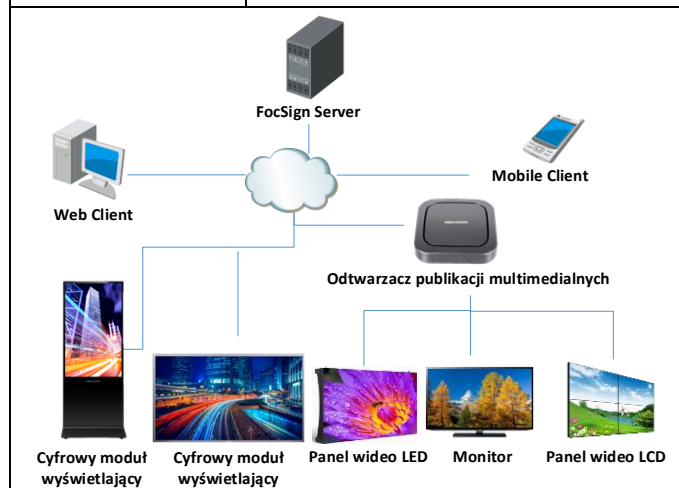 FocSign Server
Web Client
Mobile Client
HIKVISION
Odtwarzacz publikacji multimedialnych
Cyfrowy moduł
wyświetlający
Cyfrowy moduł
wyświetlający
Panel wideo LED
Monitor
Panel wideo LCD